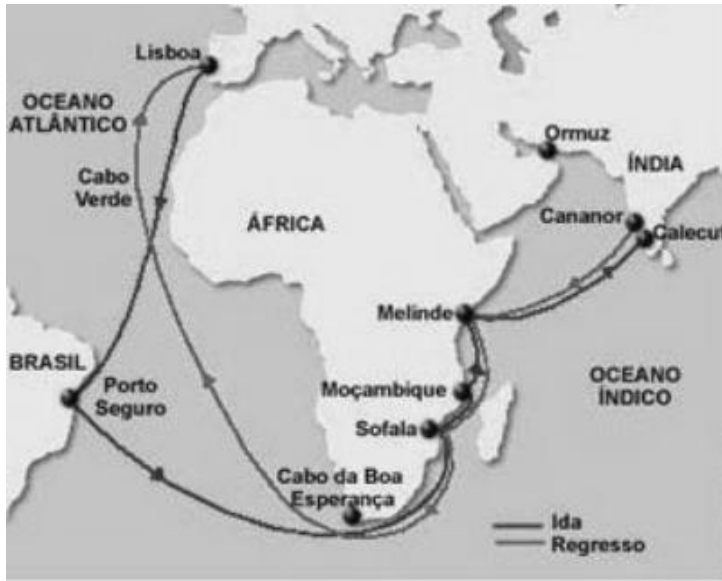 Lisboa
OCEANO
ATLÂNTICO
Cabo
Verde
Ormuz
ÍNDIA
ÁFRICA
Cananor
Calecut
Melinde
BRASIL
Porto
Seguro
Moçambique
OCEANO
ÍNDICO
Sofala
Cabo da Boa
Esperança
Ida
Regresso